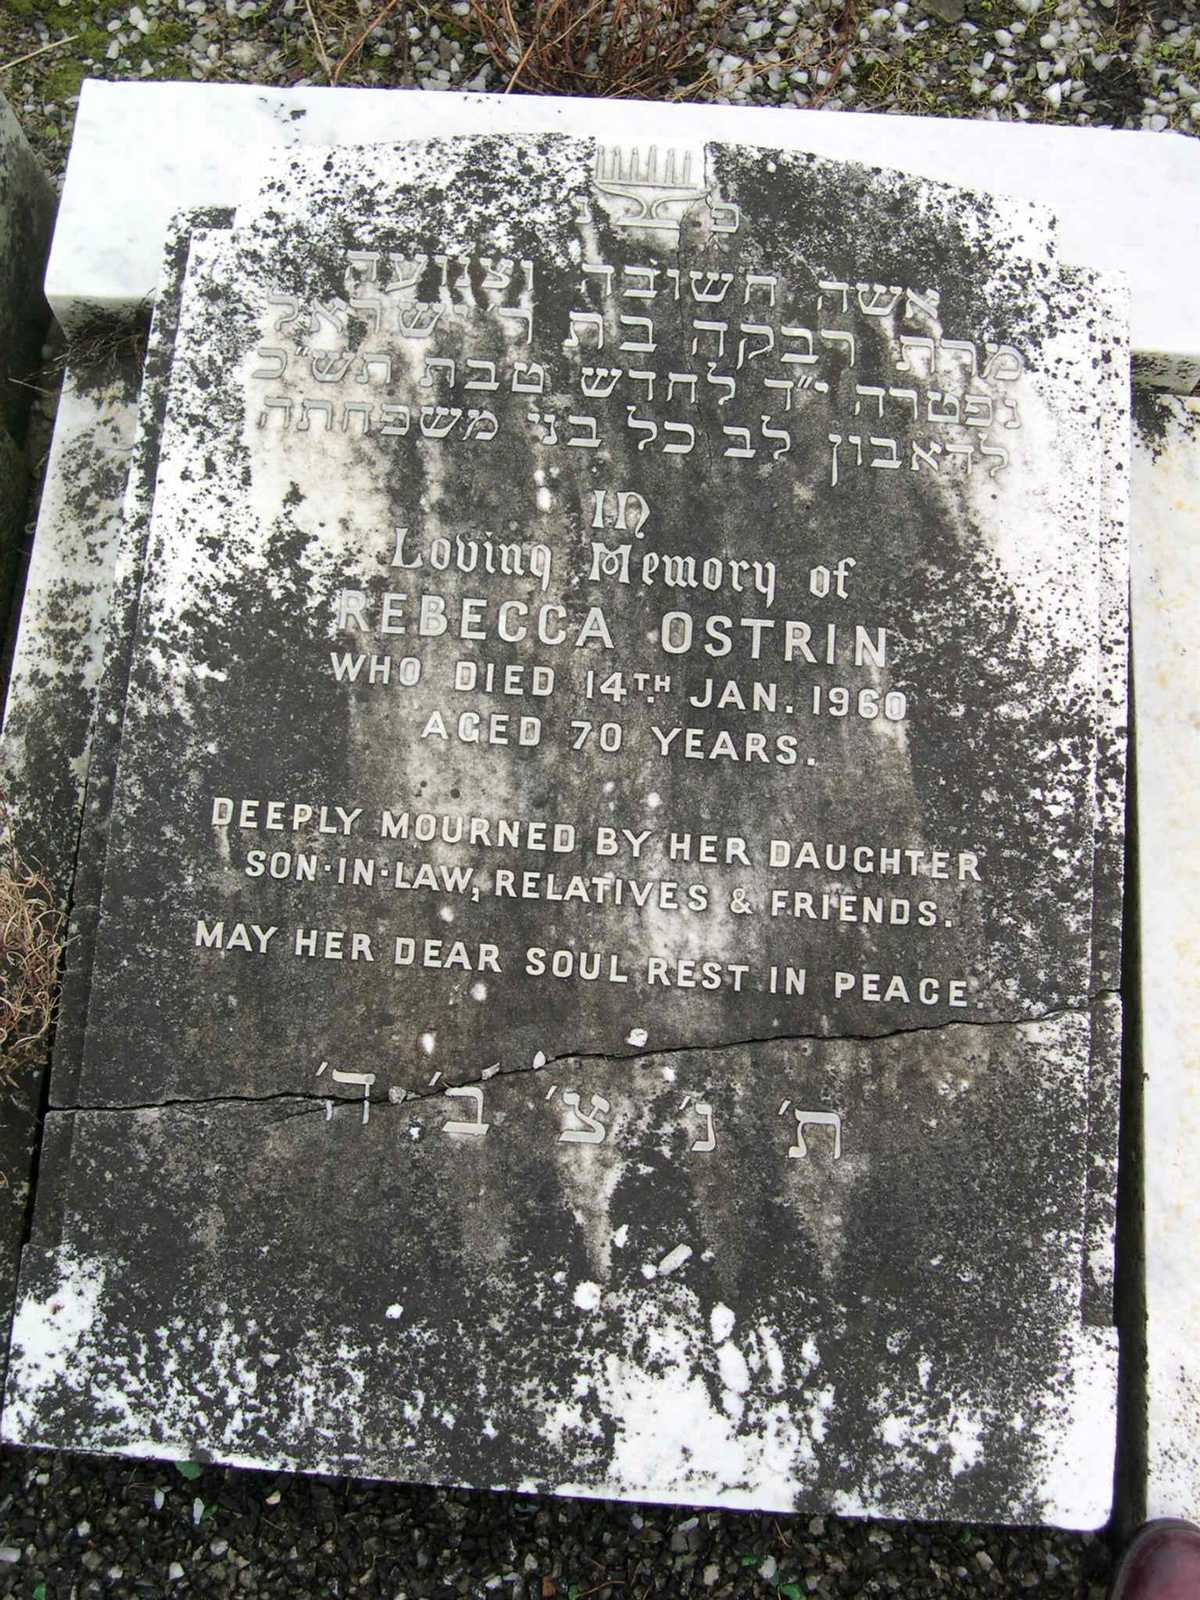 פ נ
אשה חשובה וצנועה
מרת רבקה בת ר' ישראל
נפטרה י"ד לחדש טבת תש"כ
לדאבון לב כל בני משפחתה
IN
Loving Memory of
REBECCA OSTRIN
WHO DIED 14TH JAN. 1960
AGED 70 YEARS.
DEEPLY MOURNED BY HER DAUGHTER
SON-IN-LAW, RELATIVES & FRIENDS.
MAY HER DEAR SOUL REST IN PEACE.
ת' נ' צ' ב' ה'